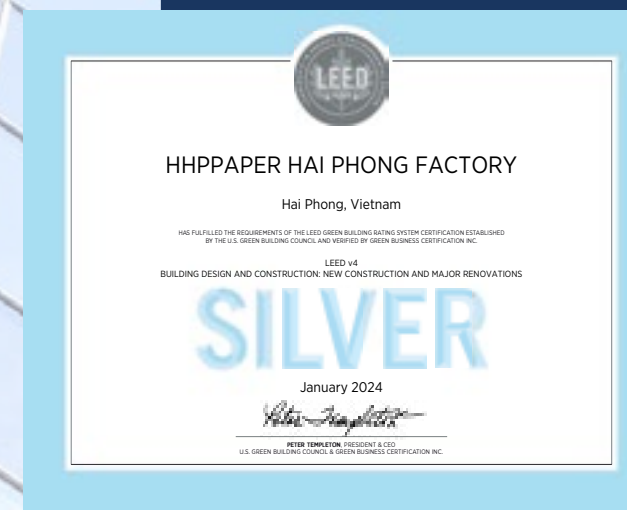 LEED
HHPPAPER HAI PHONG FACTORY
Hai Phong, Vietnam
HAS FULFILLED THE REQUIREMENTS OF THE LEED GREEN BUILDING RATING SYSTEM CERTIFICATION ESTABLISHED
BY THE U.S. GREEN BUILDING COUNCIL AND VERIFIED BY GREEN BUSINESS CERTIFICATION INC.
LEED v4
BUILDING DESIGN AND CONSTRUCTION: NEW CONSTRUCTION AND MAJOR RENOVATIONS
SILVER
January 2024
Peter Templeton
PETER TEMPLETON, PRESIDENT & CEO
U.S. GREEN BUILDING COUNCIL & GREEN BUSINESS CERTIFICATION INC.